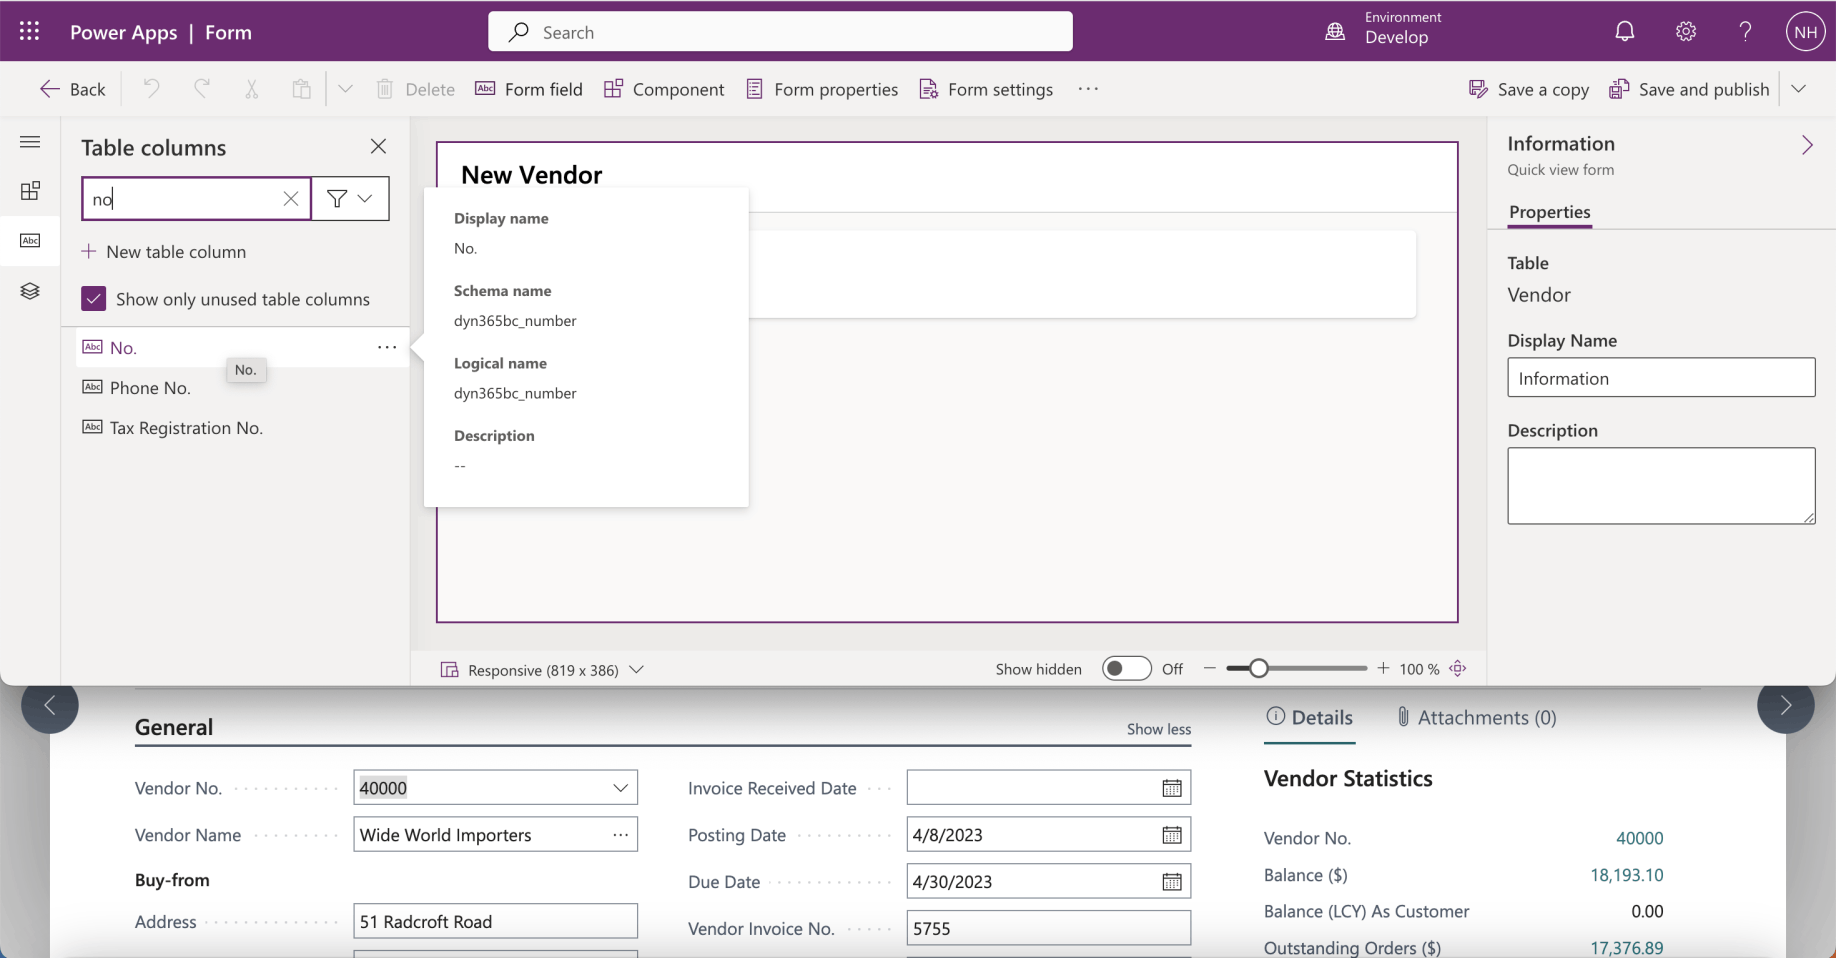 Power Apps | Form
Search
Environment
Develop
NH
Back
Delete
Abc Form field
Component
Form properties
Form settings
Save a copy
Save and publish
Table columns
no
New table column
Show only unused table columns
Abc No.
No.
Abc Phone No.
Abc Tax Registration No.
Abc
New Vendor
Display name
No.
Schema name
dyn365bc_number
Logical name
dyn365bc_number
Description
--
Responsive (819 x 386)
Show hidden
Off
100 %
Information
Quick view form
Properties
Table
Vendor
Display Name
Information
Description
General
Show less
Vendor No. 40000
Vendor Name Wide World Importers
Buy-from
Address 51 Radcroft Road
Invoice Received Date
Posting Date 4/8/2023
Due Date 4/30/2023
Vendor Invoice No. 5755
Details
Attachments (0)
Vendor Statistics
Vendor No. 40000
Balance ($) 18,193.10
Balance (LCY) As Customer 0.00
Outstanding Orders ($) 17,376.89